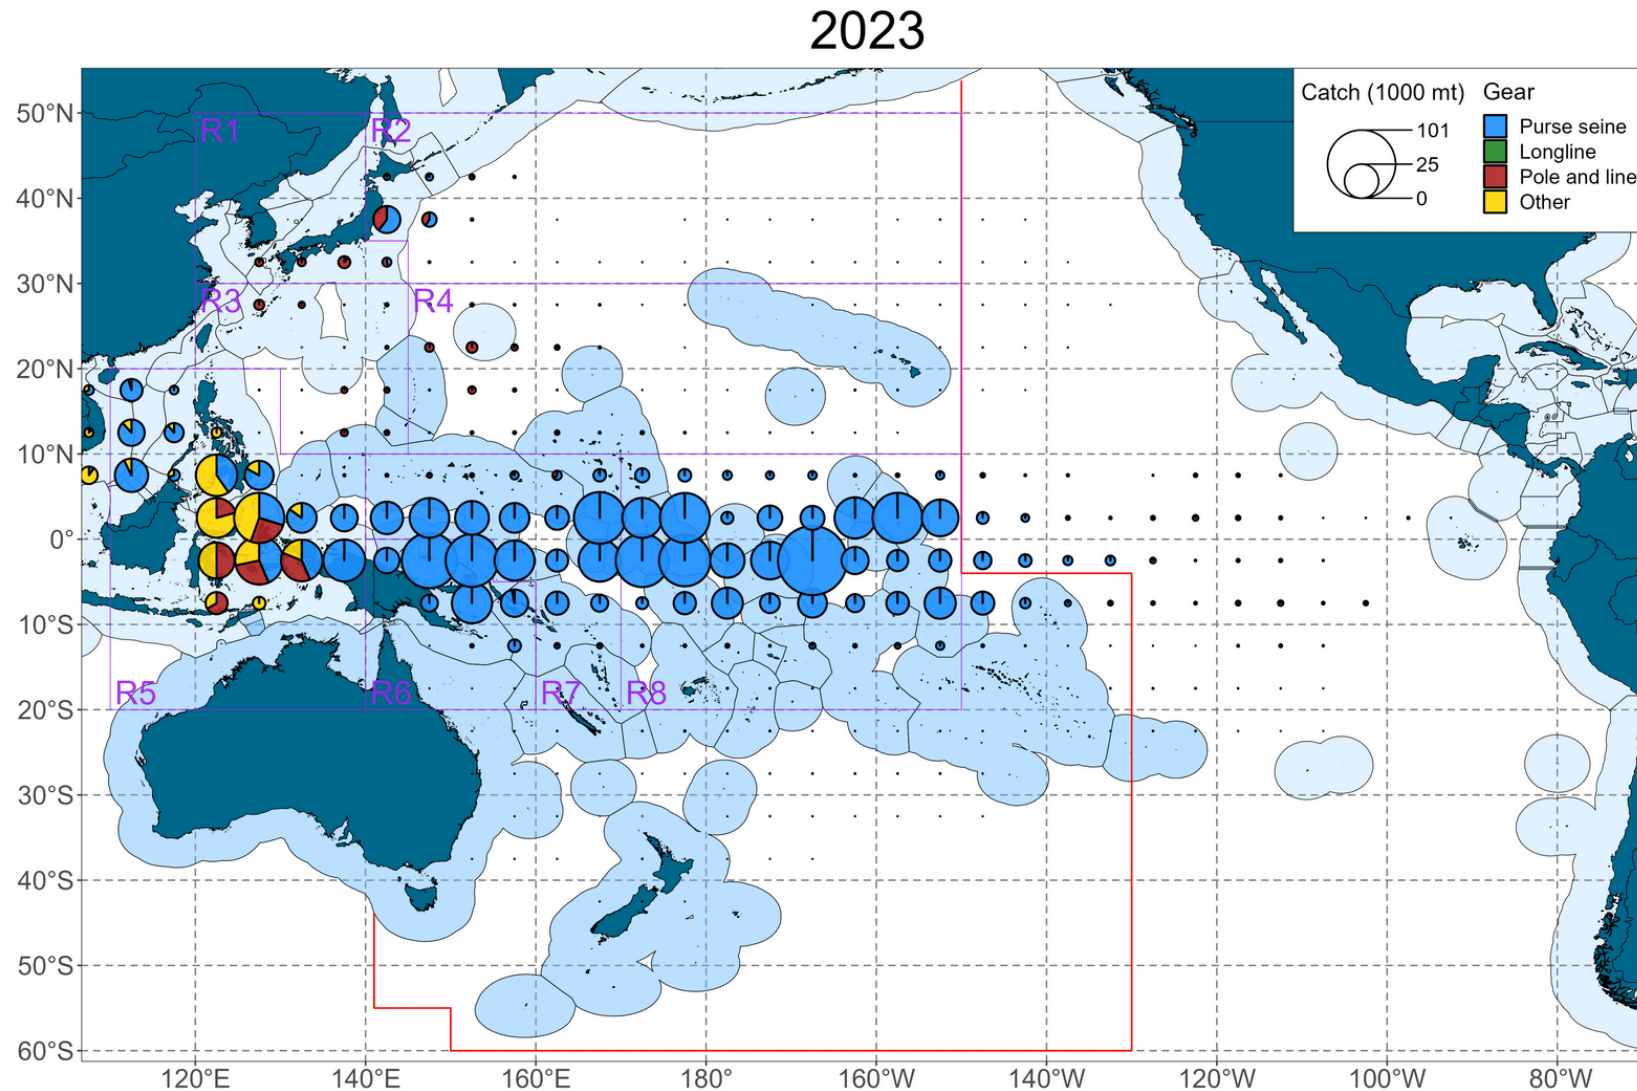 2023
Catch (1000 mt)
101
25
0
Gear
Purse seine
Longline
Pole and line
Other
50°N
40°N
30°N
20°N
10°N
0°
10°S
20°S
30°S
40°S
50°S
60°S
R1
R2
R3
R4
R5
R6
R7
R8
120°E
140°E
160°E
180°
160°W
140°W
120°W
100°W
80°W